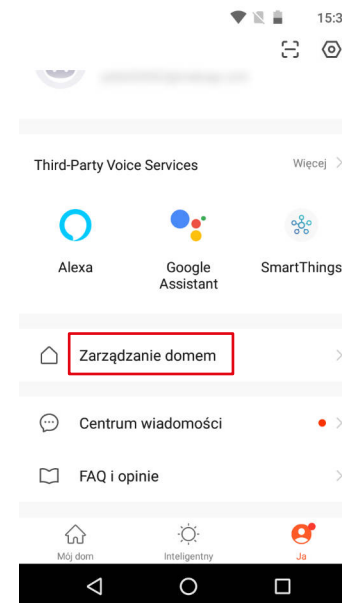 15:3
Third-Party Voice Services
Więcej
Alexa
Google
Assistant
SmartThings
Zarządzanie domem
Centrum wiadomości
FAQ i opinie
Mój dom
Inteligentny
Ja